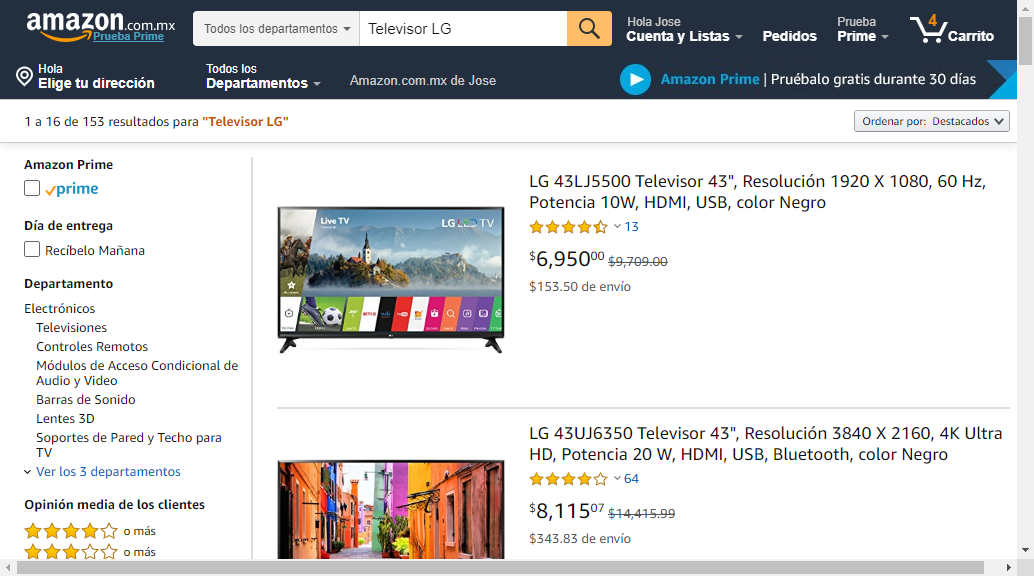 amazon.com.mx
Prueba Prime
Todos los departamentos
Televisor LG
Hola Jose
Cuenta y Listas
Pedidos
Prueba
Prime
4
Carrito
Hola
Elige tu dirección
Todos los
Departamentos
Amazon.com.mx de Jose
Amazon Prime | Pruébalo gratis durante 30 días
1 a 16 de 153 resultados para "Televisor LG"
Ordenar por: Destacados
Amazon Prime
prime
Día de entrega
Recíbelo Mañana
Departamento
Electrónicos
Televisiones
Controles Remotos
Módulos de Acceso Condicional de
Audio y Video
Barras de Sonido
Lentes 3D
Soportes de Pared y Techo para
TV
Ver los 3 departamentos
Opinión media de los clientes
o más
o más
Live TV
LG LED TV
NETFLIX
YouTube
LG 43LJ5500 Televisor 43", Resolución 1920 X 1080, 60 Hz,
Potencia 10W, HDMI, USB, color Negro
13
$6,95000 $9,709.00
$153.50 de envío
LG 43UJ6350 Televisor 43", Resolución 3840 X 2160, 4K Ultra
HD, Potencia 20 W, HDMI, USB, Bluetooth, color Negro
64
$8,11507 $14,415.99
$343.83 de envío